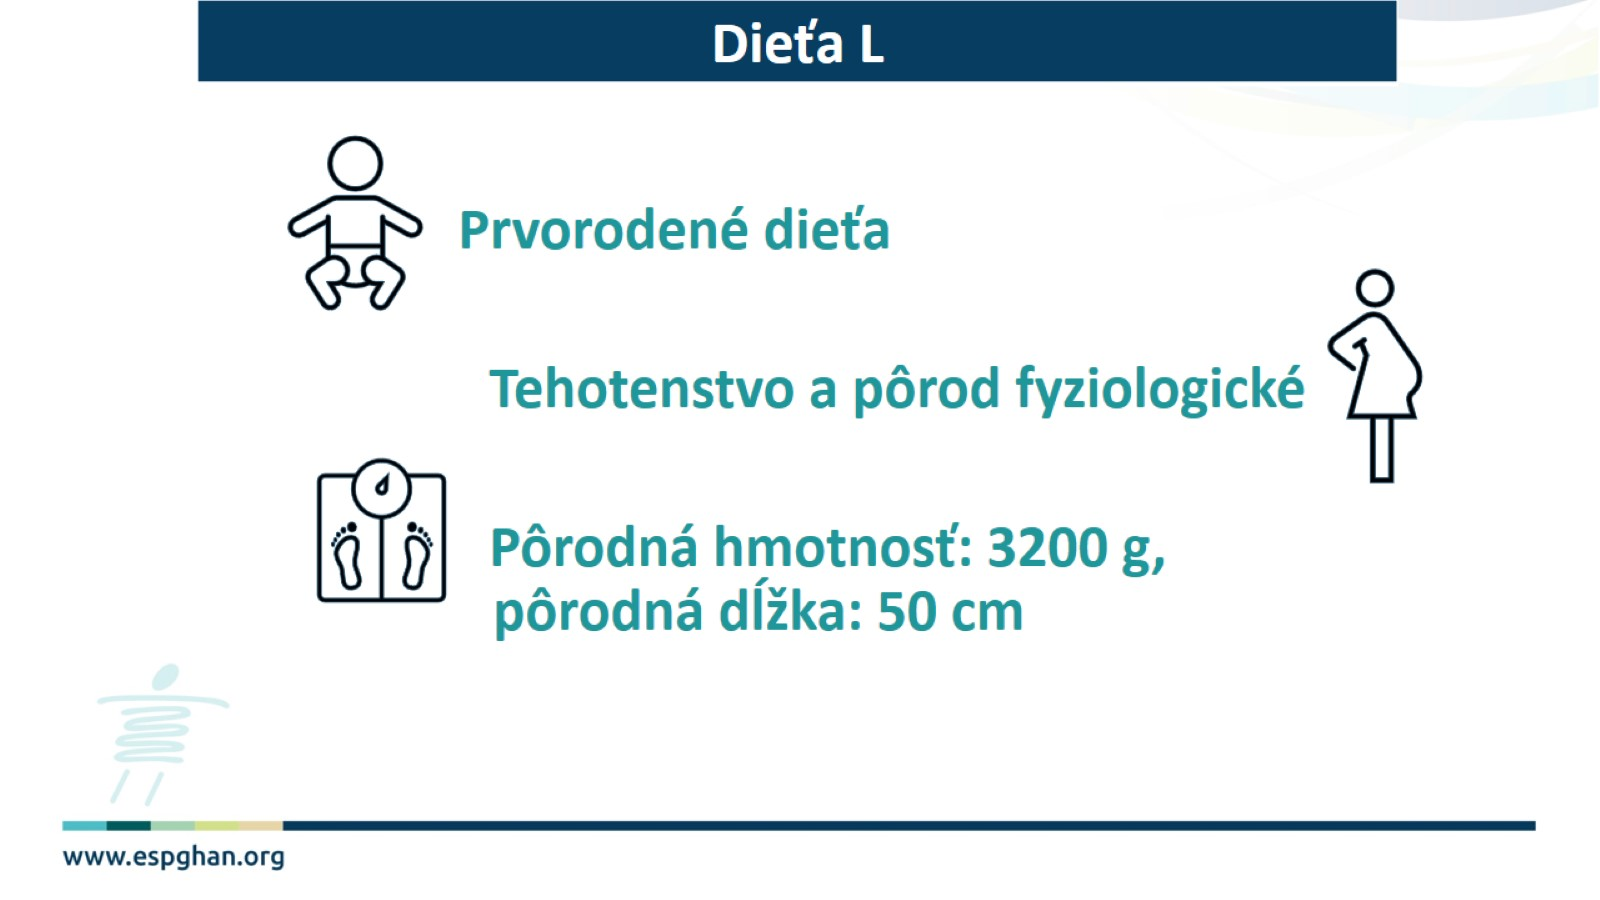 Dieťa L
Prvorodené dieťa
Tehotenstvo a pôrod fyziologické
Pôrodná hmotnosť: 3200 g,
pôrodná dĺžka: 50 cm
www.espghan.org